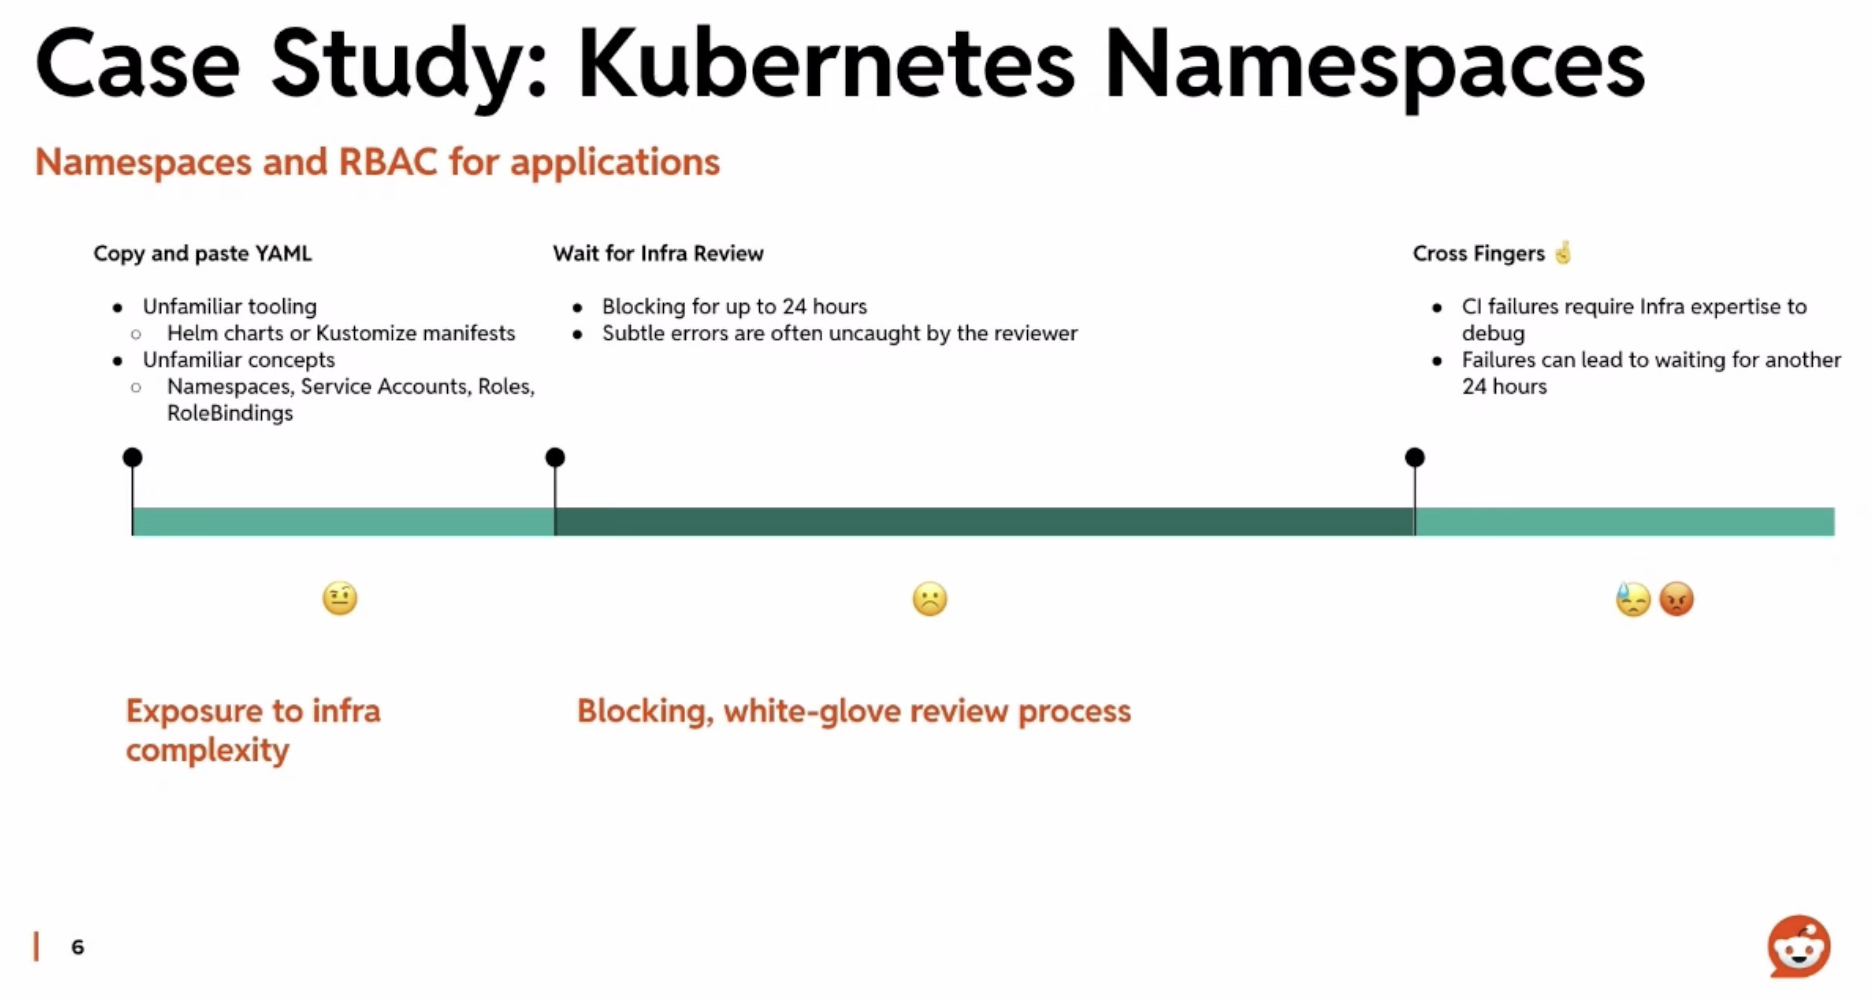 Case Study: Kubernetes Namespaces
Namespaces and RBAC for applications
Copy and paste YAML
● Unfamiliar tooling
○ Helm charts or Kustomize manifests
● Unfamiliar concepts
○ Namespaces, Service Accounts, Roles,
RoleBindings
Wait for Infra Review
● Blocking for up to 24 hours
● Subtle errors are often uncaught by the reviewer
Cross Fingers 🤞
● CI failures require Infra expertise to
debug
● Failures can lead to waiting for another
24 hours
Exposure to infra
complexity
Blocking, white-glove review process
6